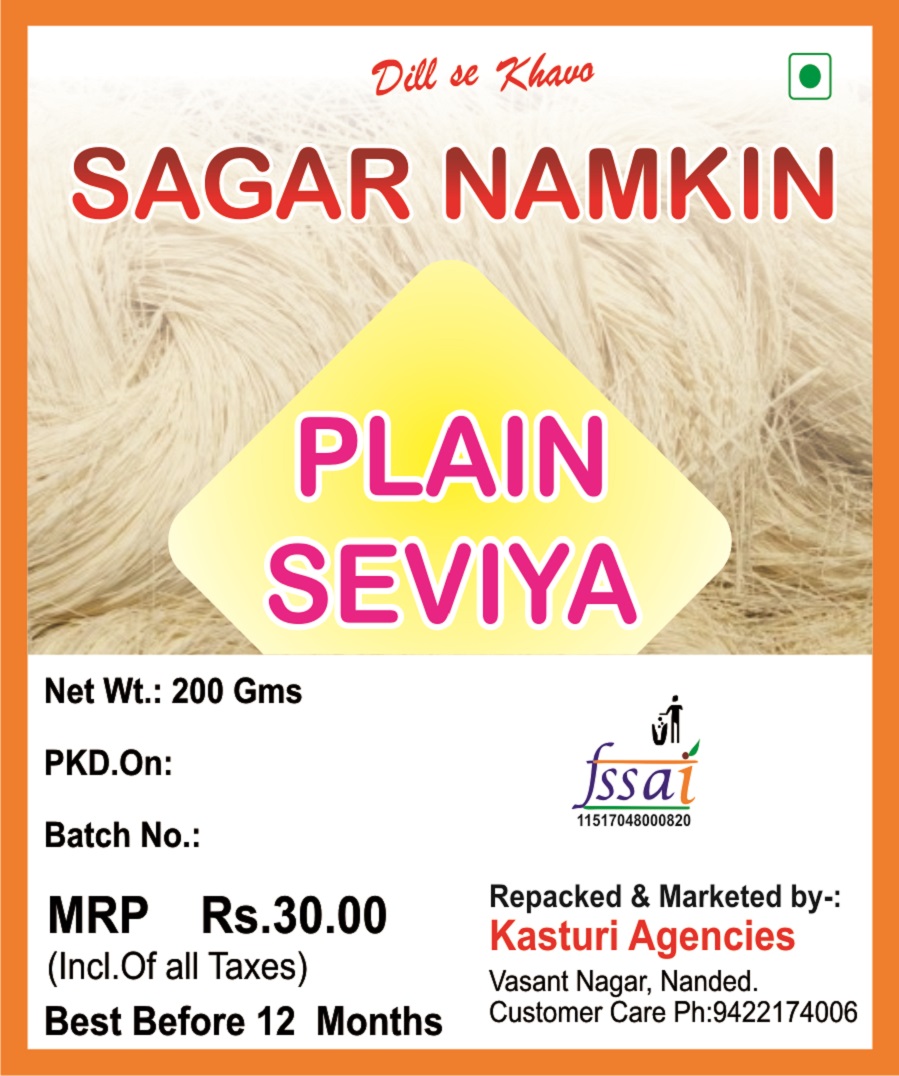 Dill se Khavo
SAGAR NAMKIN
PLAIN
SEVIYA
Net Wt.: 200 Gms
PKD.On:
Batch No.:
MRP Rs.30.00
(Incl.Of all Taxes)
Best Before 12 Months
fssai
11517048000820
Repacked & Marketed by-:
Kasturi Agencies
Vasant Nagar, Nanded.
Customer Care Ph:9422174006